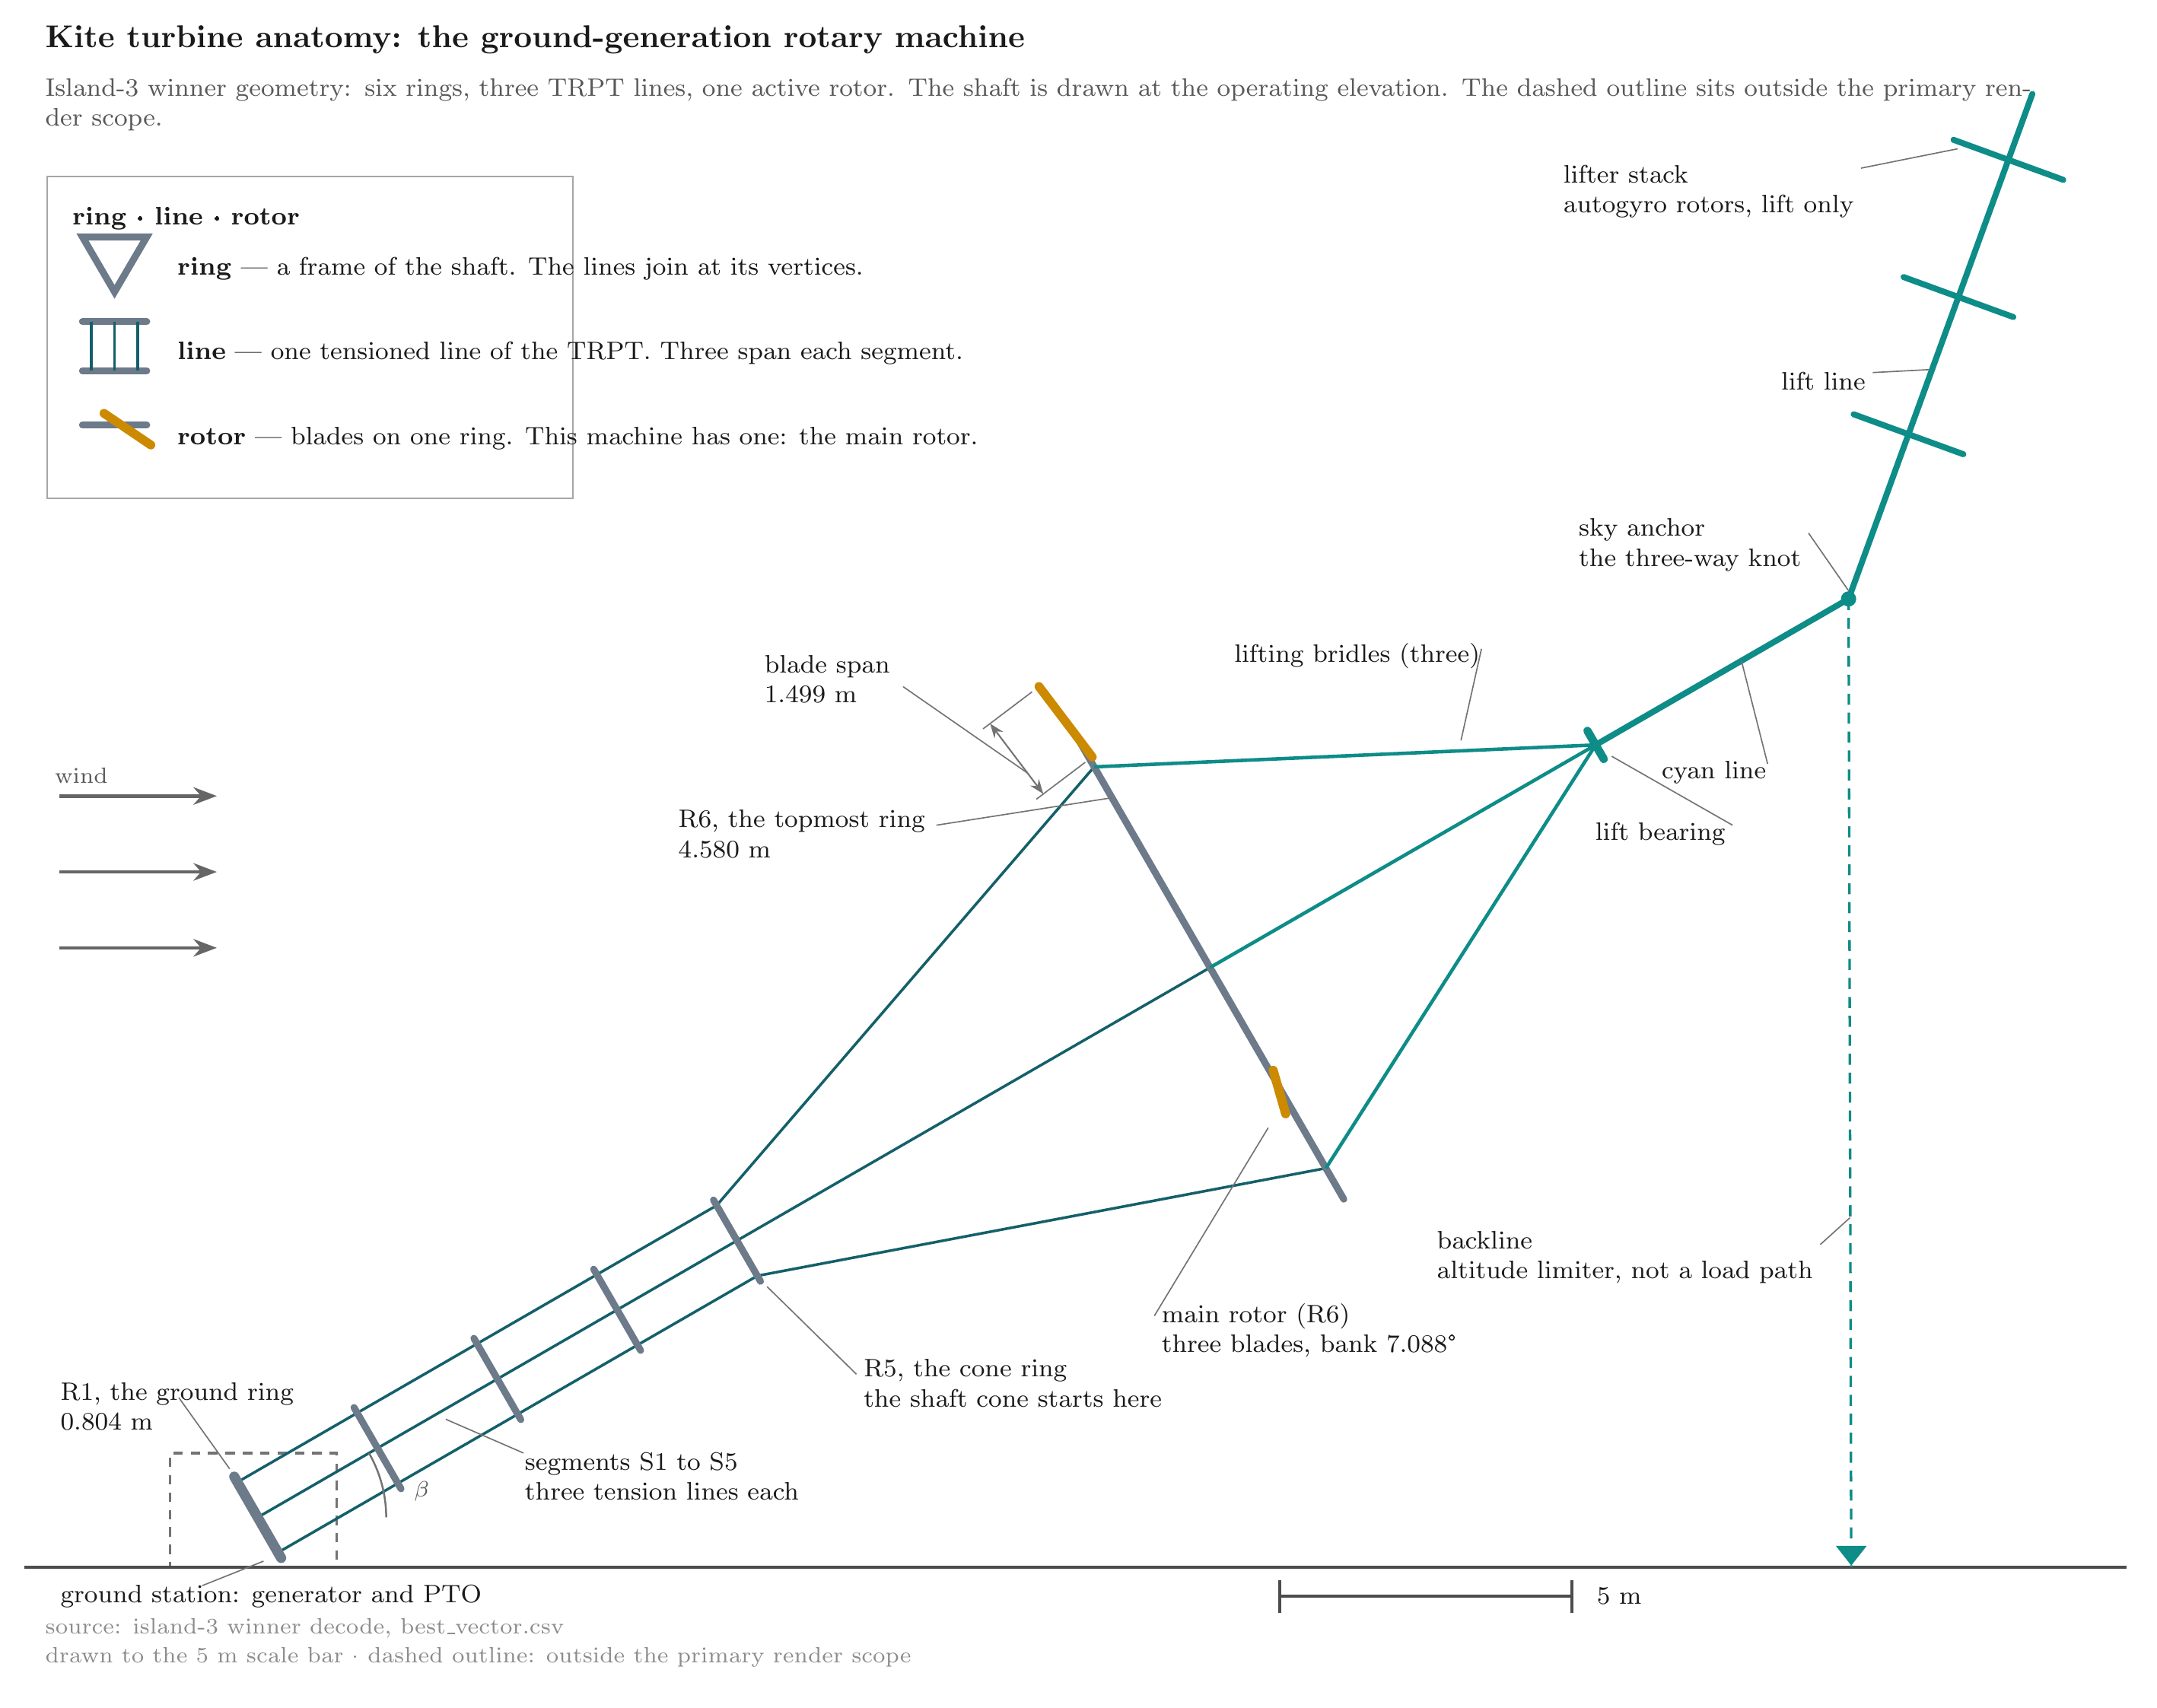 Kite turbine anatomy: the ground-generation rotary machine
Island-3 winner geometry: six rings, three TRPT lines, one active rotor. The shaft is drawn at the operating elevation. The dashed outline sits outside the primary ren-
der scope.
ring · line · rotor
ring — a frame of the shaft. The lines join at its vertices.
line — one tensioned line of the TRPT. Three span each segment.
rotor — blades on one ring. This machine has one: the main rotor.
lifter stack
autogyro rotors, lift only
lift line
sky anchor
the three-way knot
lifting bridles (three)
blade span
1.499 m
cyan line
lift bearing
wind
R6, the topmost ring
4.580 m
backline
altitude limiter, not a load path
main rotor (R6)
three blades, bank 7.088°
R5, the cone ring
the shaft cone starts here
R1, the ground ring
0.804 m
segments S1 to S5
three tension lines each
β
ground station: generator and PTO
5 m
source: island-3 winner decode, best_vector.csv
drawn to the 5 m scale bar · dashed outline: outside the primary render scope